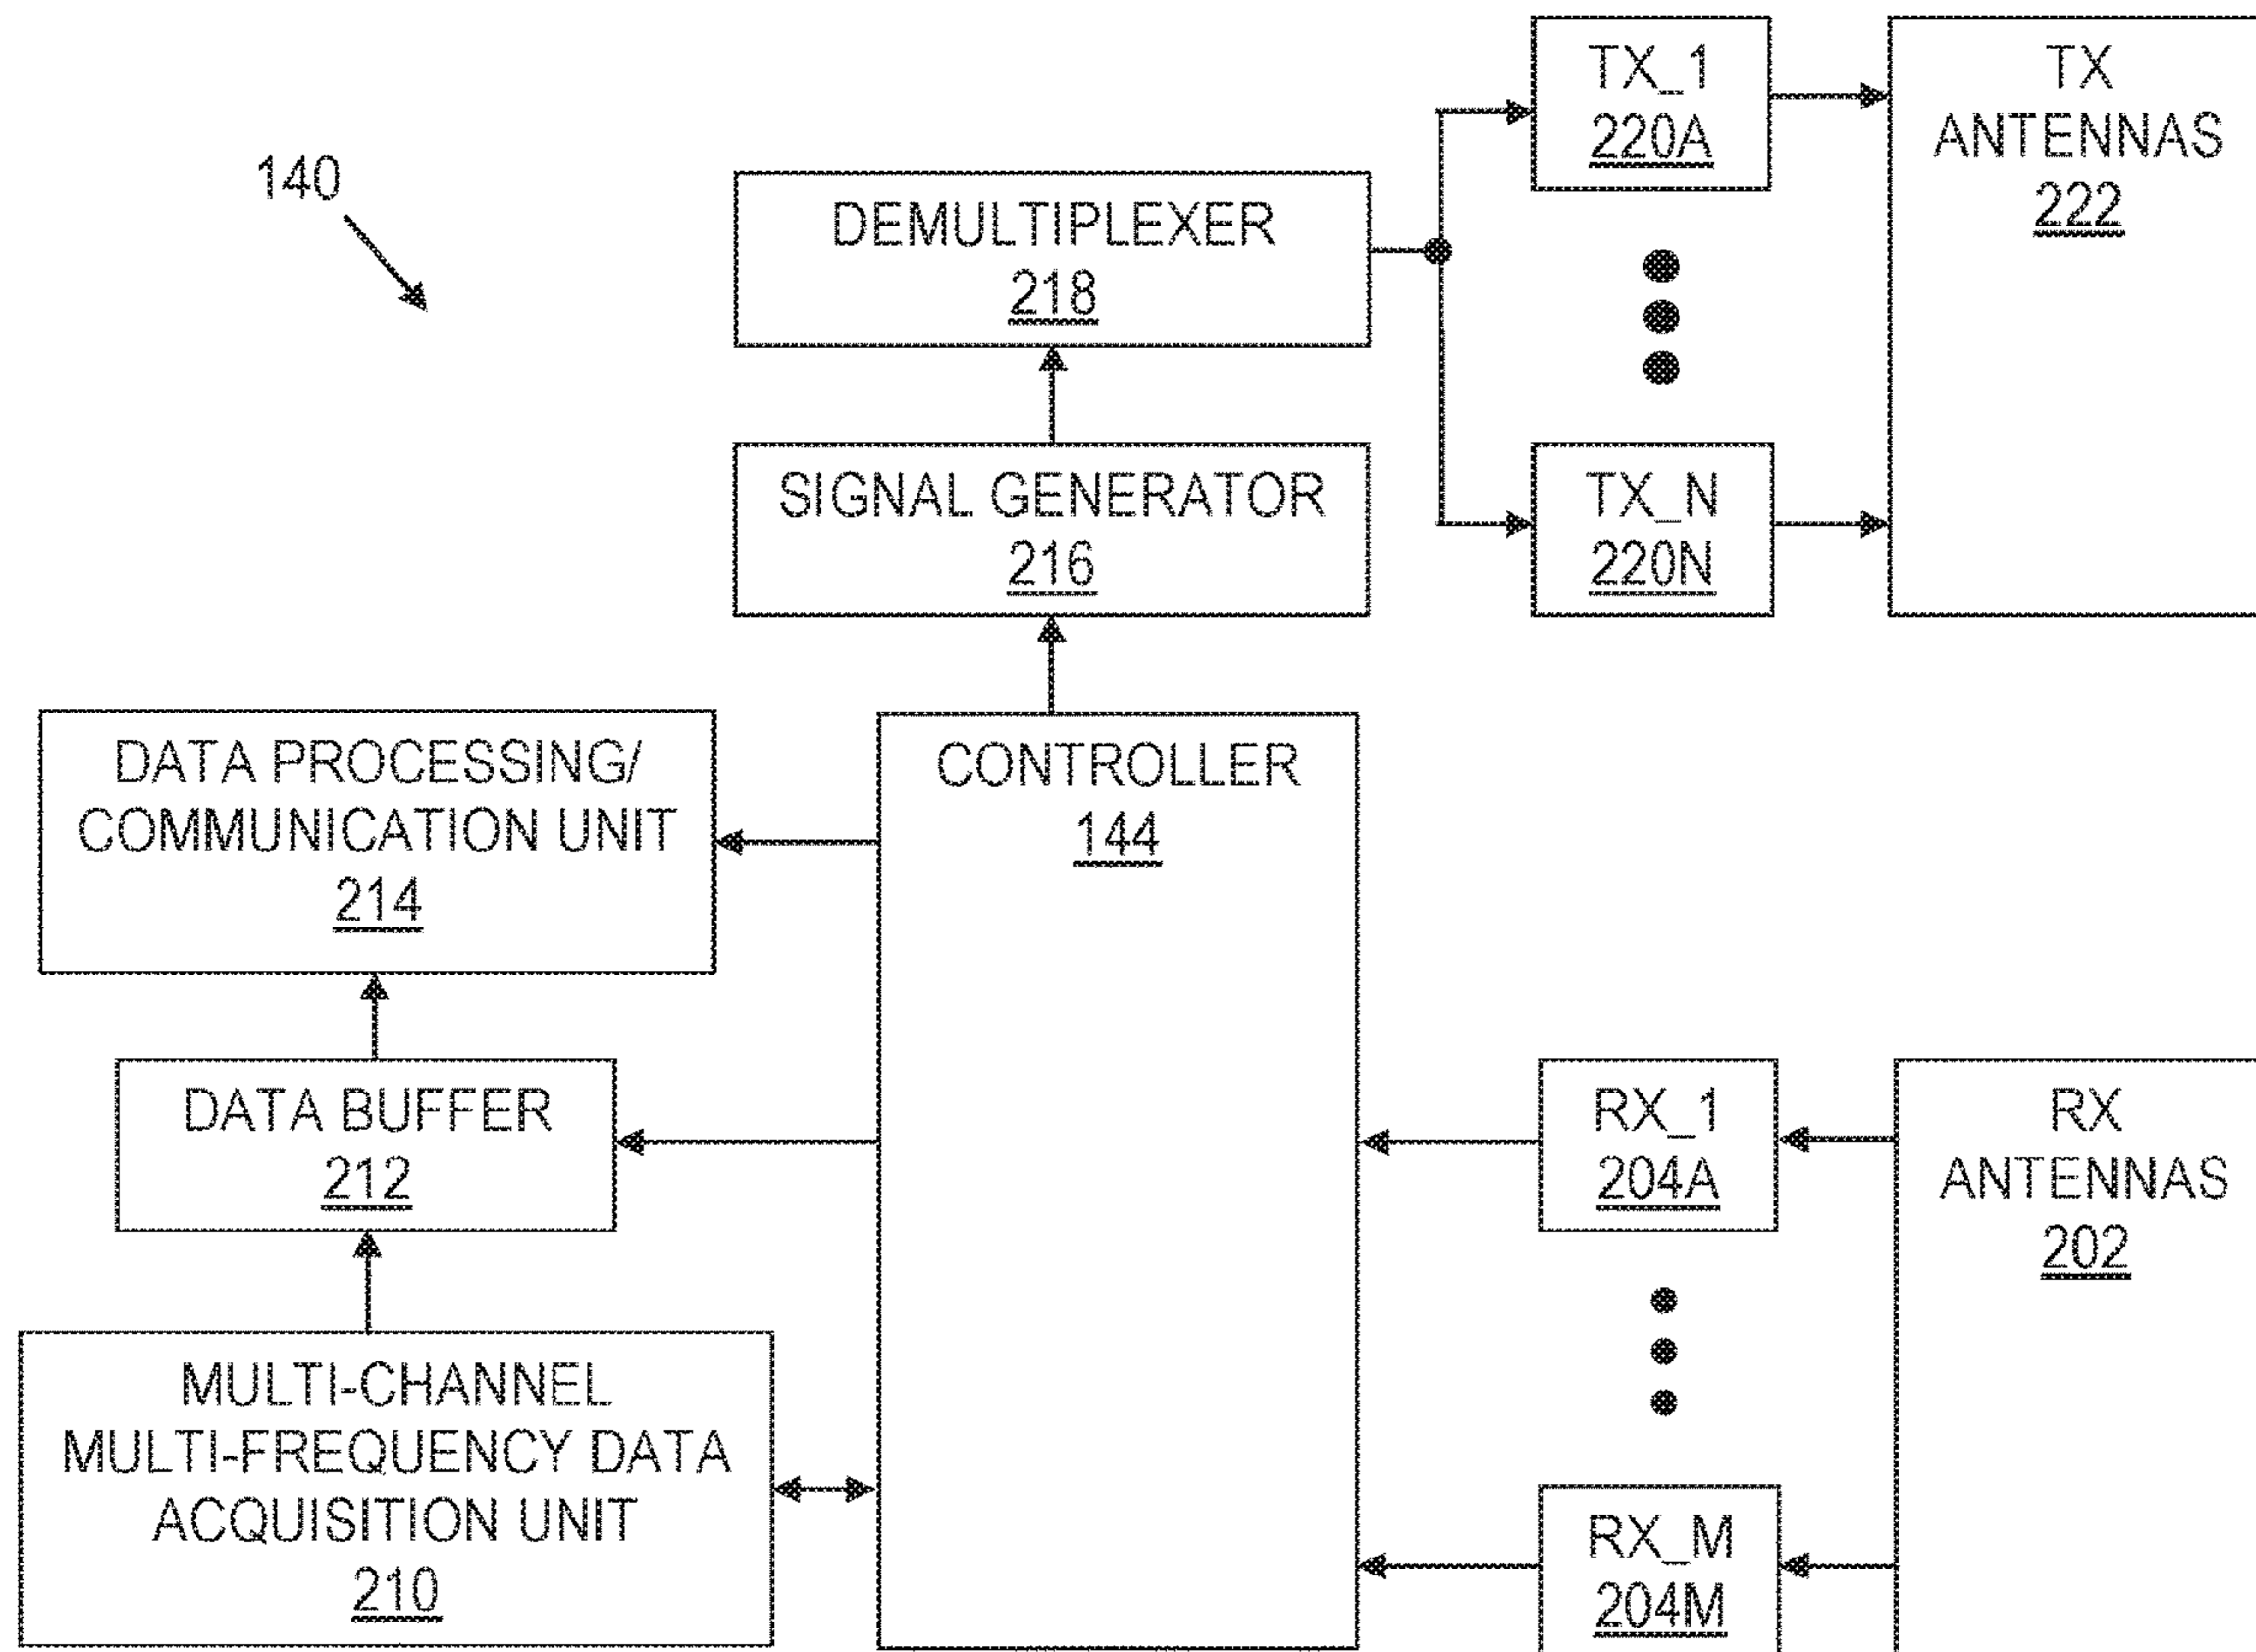 140
DEMULTIPLEXER
218
TX_1
220A
TX
ANTENNAS
222
SIGNAL GENERATOR
216
TX_N
220N
DATA PROCESSING/
COMMUNICATION UNIT
214
CONTROLLER
144
DATA BUFFER
212
RX_1
204A
RX
ANTENNAS
202
MULTI-CHANNEL
MULTI-FREQUENCY DATA
ACQUISITION UNIT
210
RX_M
204M